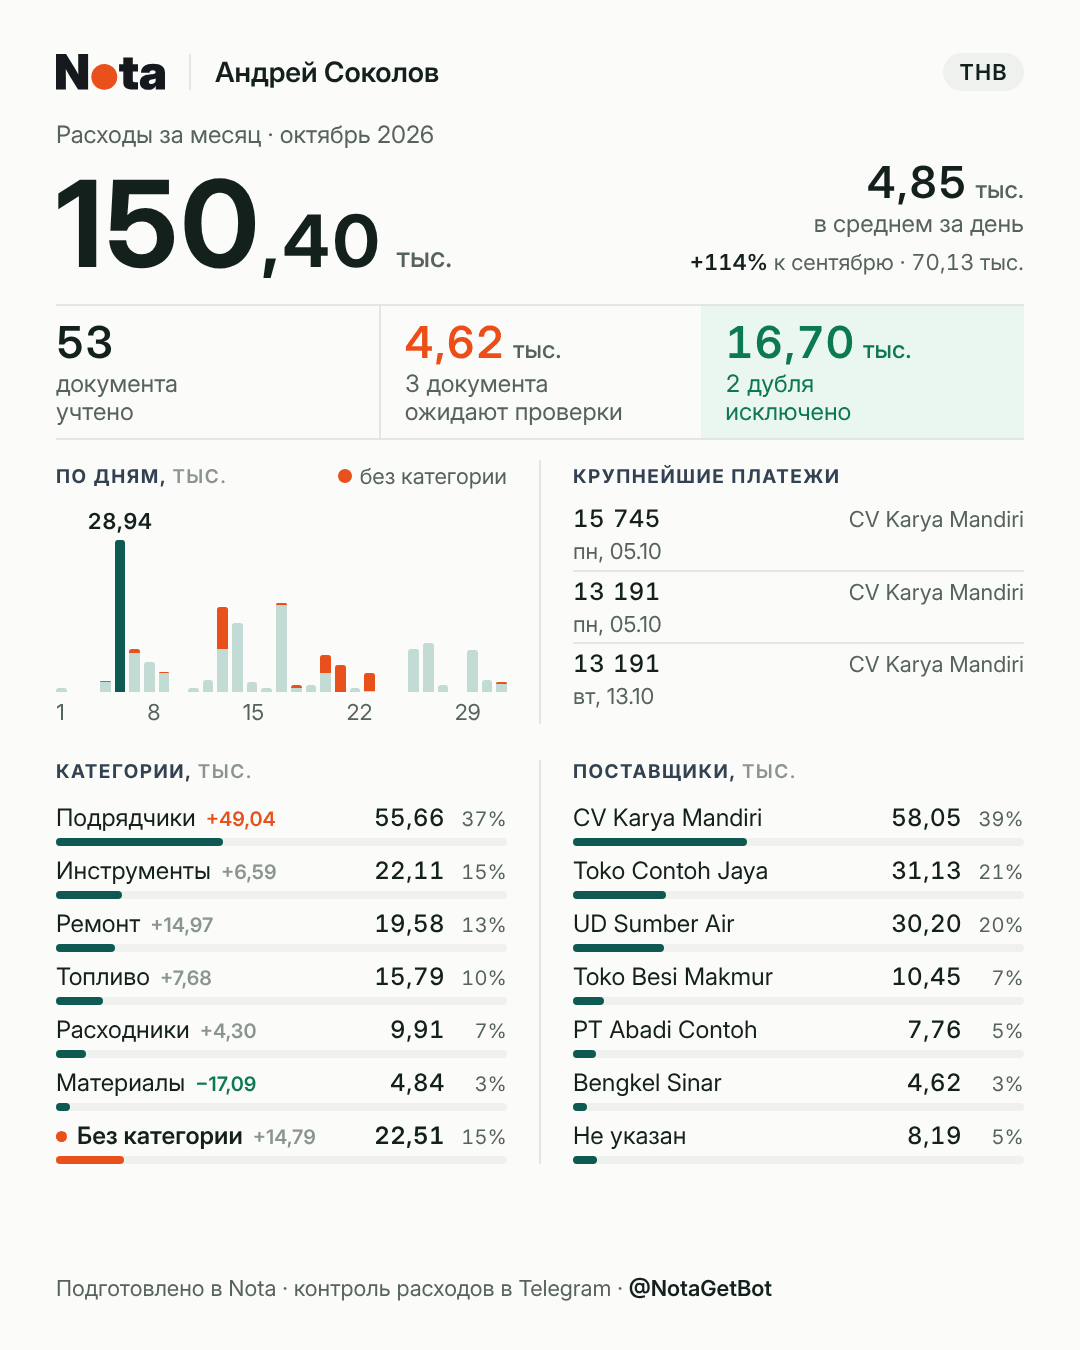 Nota
Андрей Соколов
THB
Расходы за месяц · октябрь 2026
150,40 тыс.
4,85 тыс.
в среднем за день
+114% к сентябрю · 70,13 тыс.
53
документа
учтено
4,62 тыс.
3 документа
ожидают проверки
16,70 тыс.
2 дубля
исключено
ПО ДНЯМ, ТЫС.
без категории
28,94
1 8 15 22 29
КРУПНЕЙШИЕ ПЛАТЕЖИ
15 745 CV Karya Mandiri
пн, 05.10
13 191 CV Karya Mandiri
пн, 05.10
13 191 CV Karya Mandiri
вт, 13.10
КАТЕГОРИИ, ТЫС.
Подрядчики +49,04 55,66 37%
Инструменты +6,59 22,11 15%
Ремонт +14,97 19,58 13%
Топливо +7,68 15,79 10%
Расходники +4,30 9,91 7%
Материалы −17,09 4,84 3%
Без категории +14,79 22,51 15%
ПОСТАВЩИКИ, ТЫС.
CV Karya Mandiri 58,05 39%
Toko Contoh Jaya 31,13 21%
UD Sumber Air 30,20 20%
Toko Besi Makmur 10,45 7%
PT Abadi Contoh 7,76 5%
Bengkel Sinar 4,62 3%
Не указан 8,19 5%
Подготовлено в Nota · контроль расходов в Telegram · @NotaGetBot